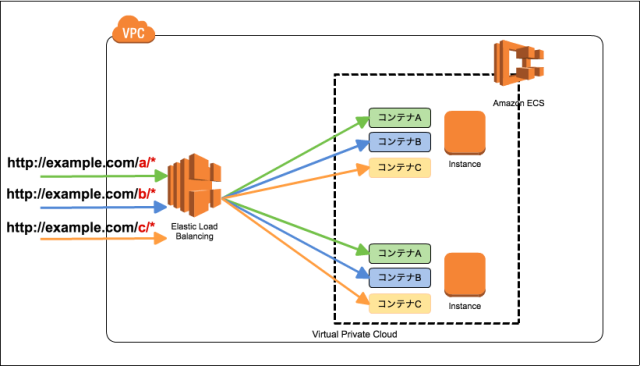 VPC
Amazon ECS
コンテナA
コンテナB
コンテナC
Instance
http://example.com/a/*
http://example.com/b/*
http://example.com/c/*
Elastic Load
Balancing
コンテナA
コンテナB
コンテナC
Instance
Virtual Private Cloud